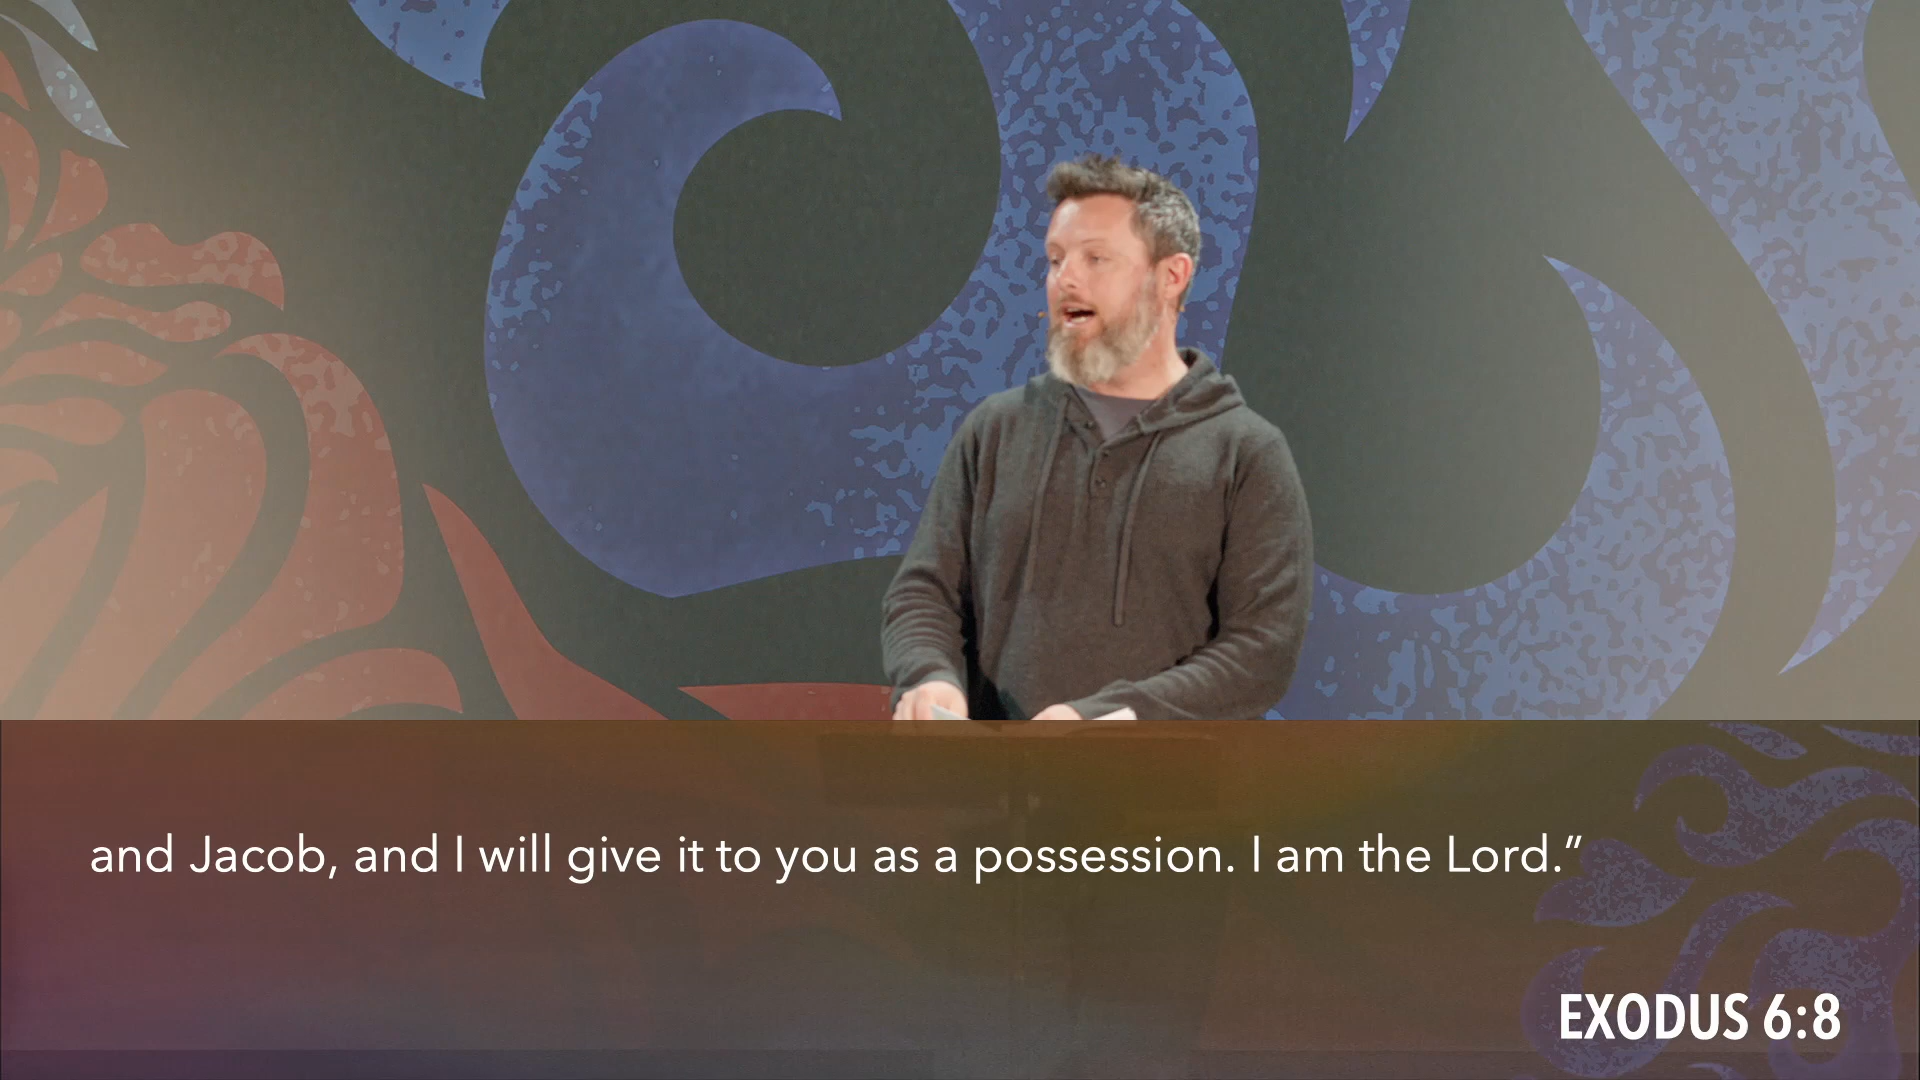 and Jacob, and I will give it to you as a possession. I am the Lord.”
EXODUS 6:8